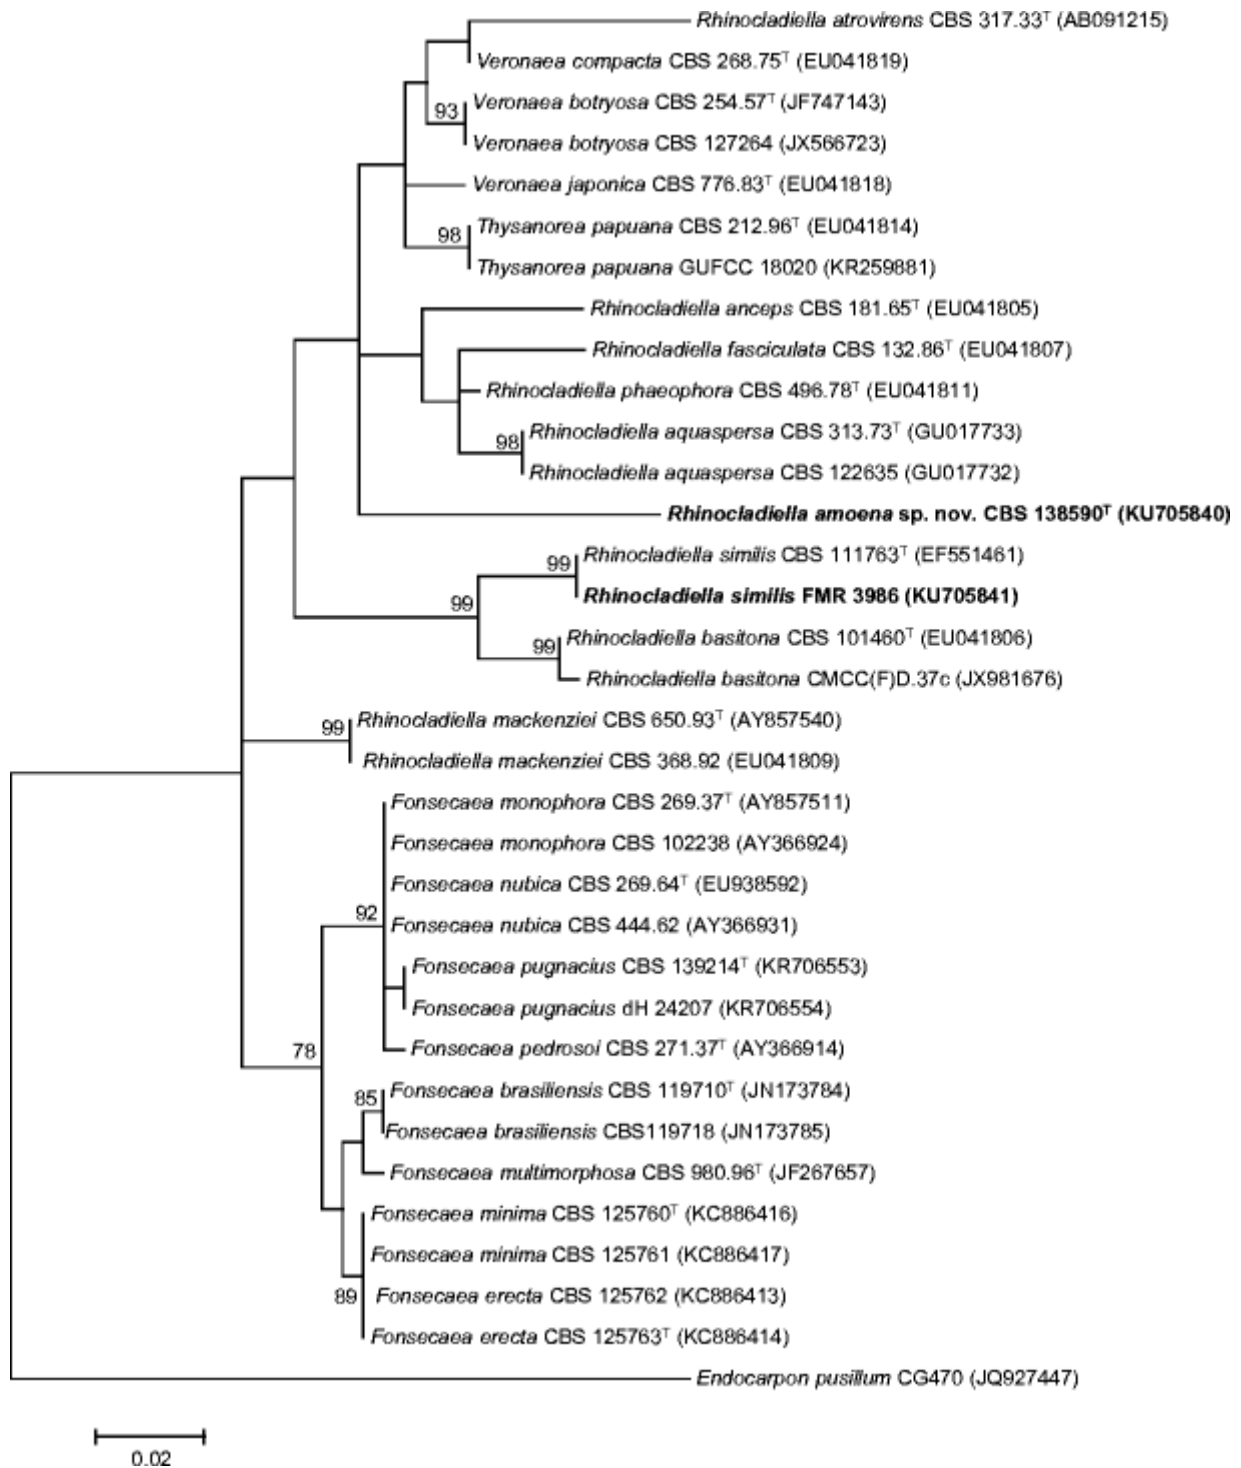 Rhinocladiella atrovirens CBS 317.33ᵀ (AB091215)
Veronaea compacta CBS 268.75ᵀ (EU041819)
Veronaea botryosa CBS 254.57ᵀ (JF747143)
93
Veronaea botryosa CBS 127264 (JX566723)
Veronaea japonica CBS 776.83ᵀ (EU041818)
Thysanorea papuana CBS 212.96ᵀ (EU041814)
98
Thysanorea papuana GUFCC 18020 (KR259881)
Rhinocladiella anceps CBS 181.65ᵀ (EU041805)
Rhinocladiella fasciculata CBS 132.86ᵀ (EU041807)
Rhinocladiella phaeophora CBS 496.78ᵀ (EU041811)
Rhinocladiella aquaspersa CBS 313.73ᵀ (GU017733)
98
Rhinocladiella aquaspersa CBS 122635 (GU017732)
Rhinocladiella amoena sp. nov. CBS 138590ᵀ (KU705840)
Rhinocladiella similis CBS 111763ᵀ (EF551461)
99
Rhinocladiella similis FMR 3986 (KU705841)
99
Rhinocladiella basitona CBS 101460ᵀ (EU041806)
99
Rhinocladiella basitona CMCC(F)D.37c (JX981676)
Rhinocladiella mackenziei CBS 650.93ᵀ (AY857540)
99
Rhinocladiella mackenziei CBS 368.92 (EU041809)
Fonsecaea monophora CBS 269.37ᵀ (AY857511)
Fonsecaea monophora CBS 102238 (AY366924)
Fonsecaea nubica CBS 269.64ᵀ (EU938592)
92
Fonsecaea nubica CBS 444.62 (AY366931)
Fonsecaea pugnacius CBS 139214ᵀ (KR706553)
Fonsecaea pugnacius dH 24207 (KR706554)
Fonsecaea pedrosoi CBS 271.37ᵀ (AY366914)
78
Fonsecaea brasiliensis CBS 119710ᵀ (JN173784)
85
Fonsecaea brasiliensis CBS119718 (JN173785)
Fonsecaea multimorphosa CBS 980.96ᵀ (JF267657)
Fonsecaea minima CBS 125760ᵀ (KC886416)
Fonsecaea minima CBS 125761 (KC886417)
89
Fonsecaea erecta CBS 125762 (KC886413)
Fonsecaea erecta CBS 125763ᵀ (KC886414)
Endocarpon pusillum CG470 (JQ927447)
0.02